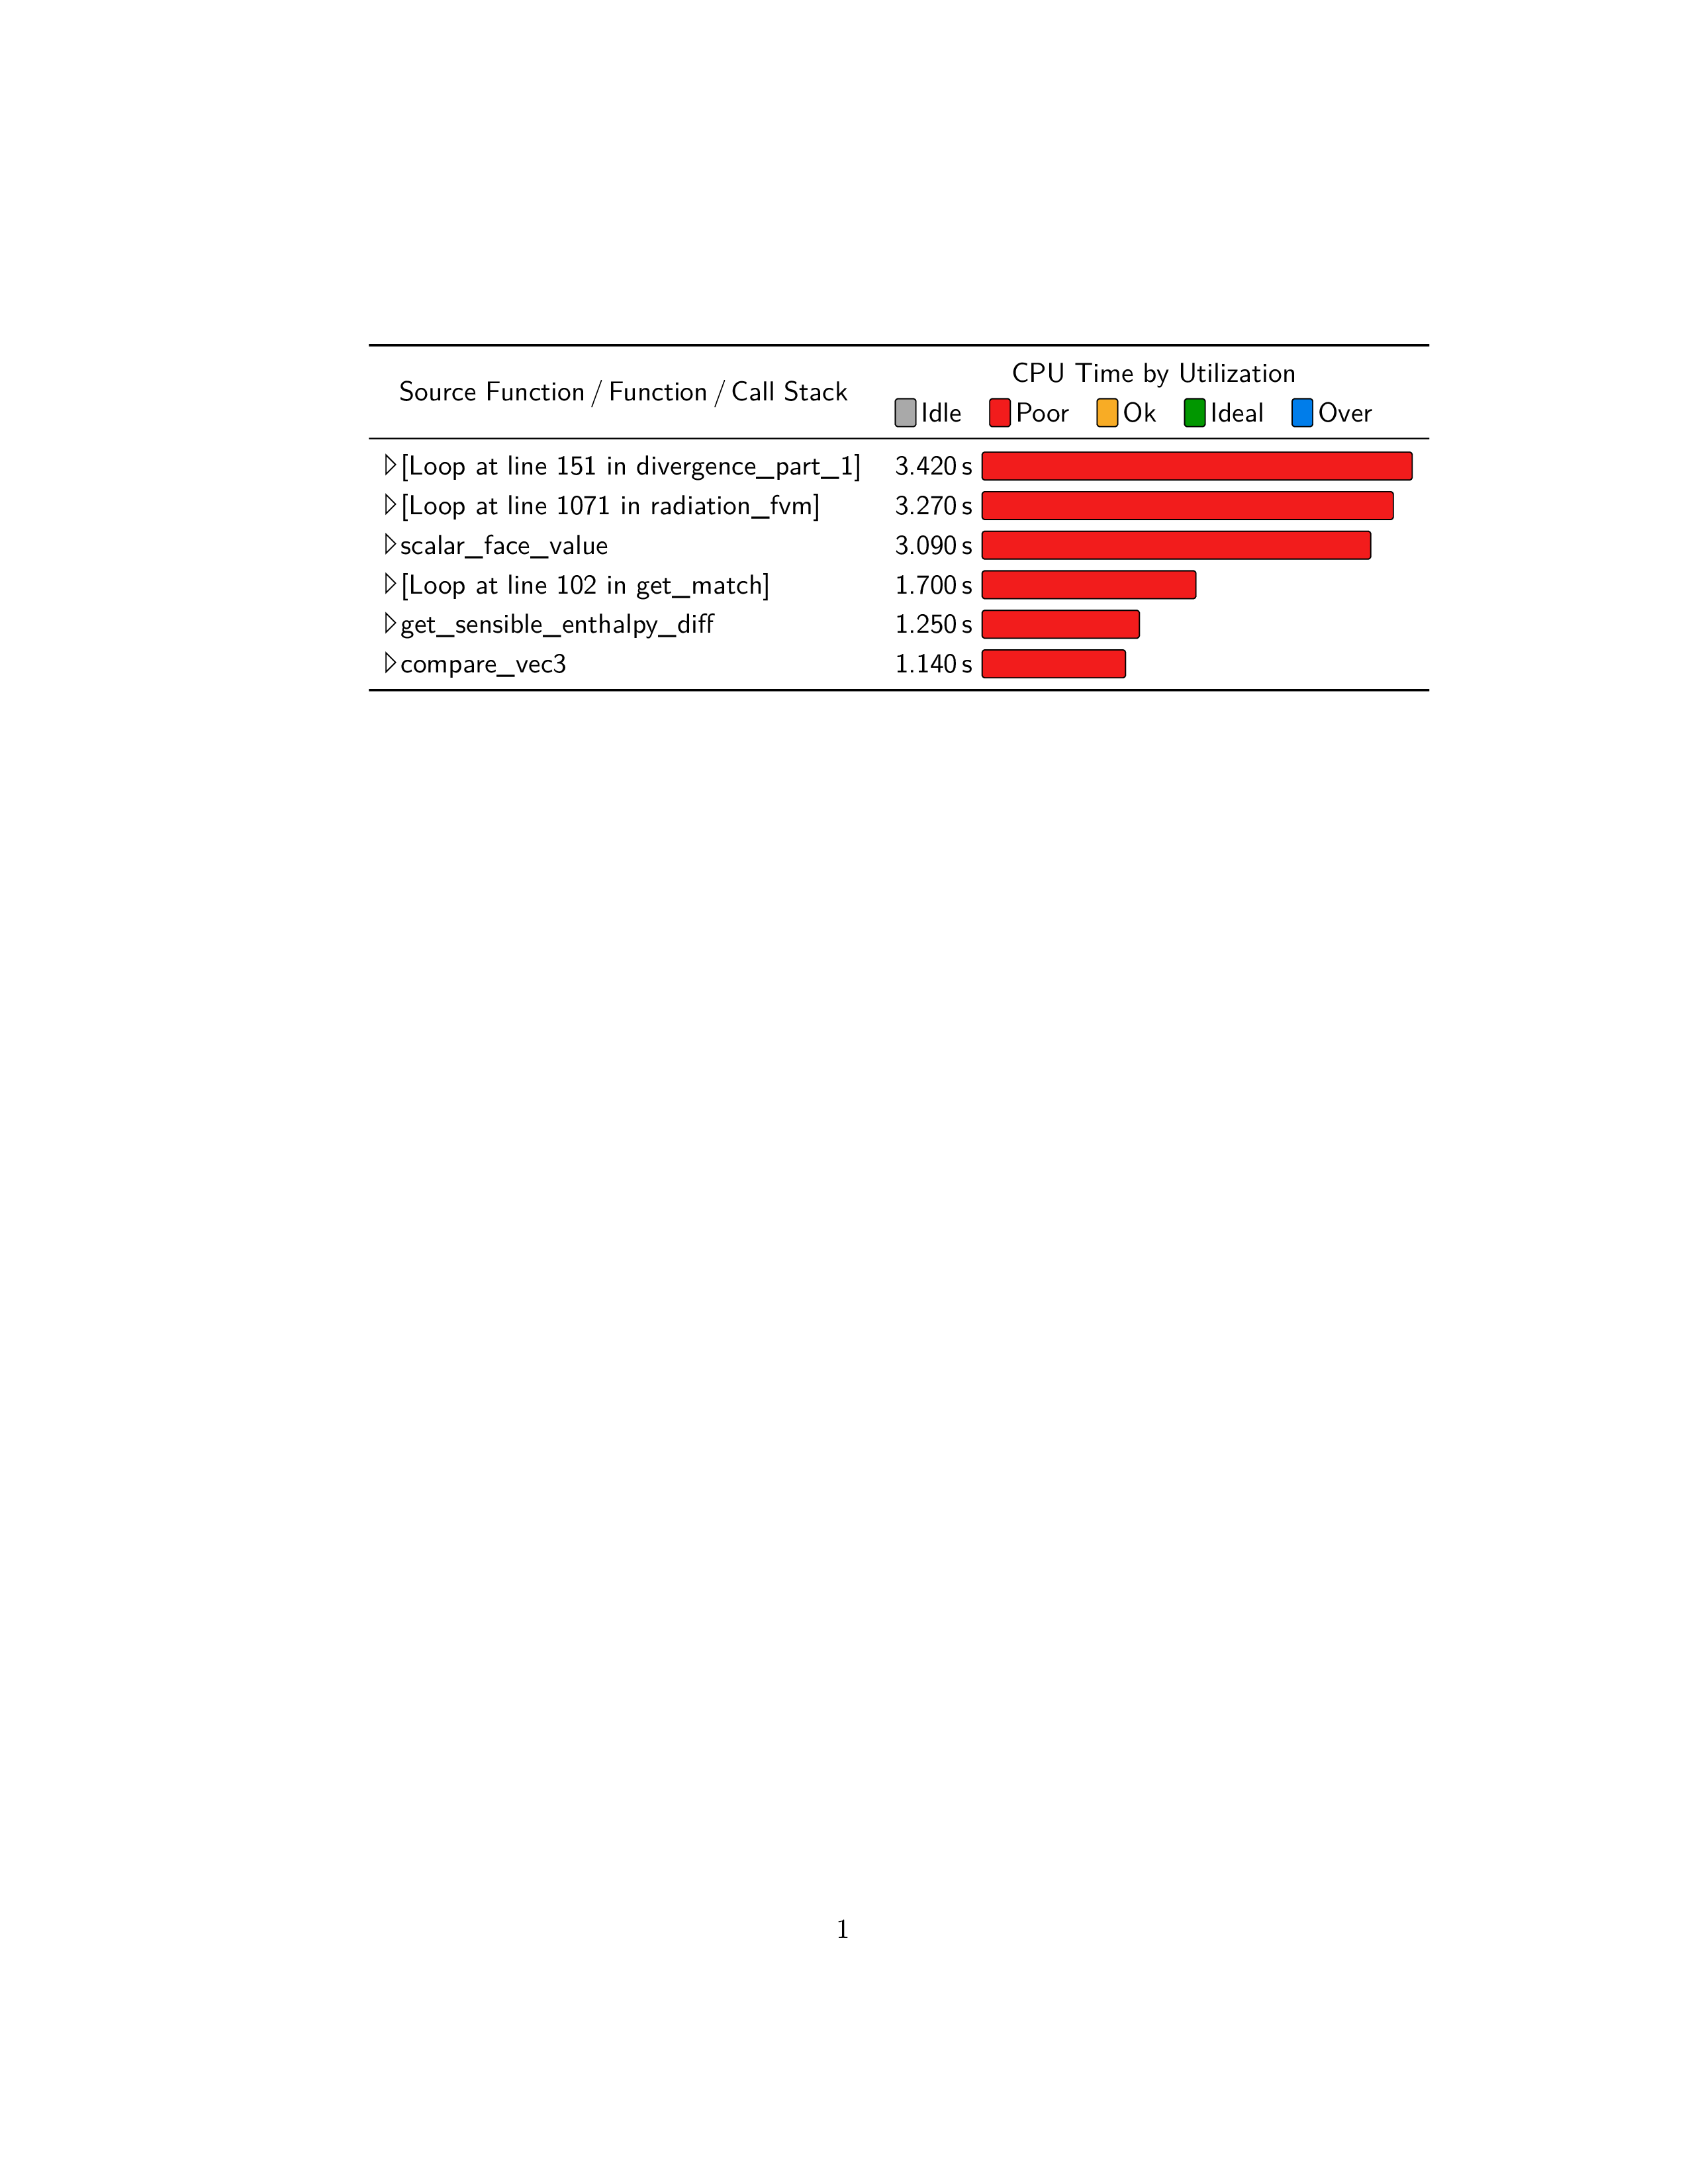 Source Function / Function / Call Stack
CPU Time by Utilization
Idle Poor Ok Ideal Over
[Loop at line 151 in divergence_part_1] 3.420 s
[Loop at line 1071 in radiation_fvm] 3.270 s
scalar_face_value 3.090 s
[Loop at line 102 in get_match] 1.700 s
get_sensible_enthalpy_diff 1.250 s
compare_vec3 1.140 s
1